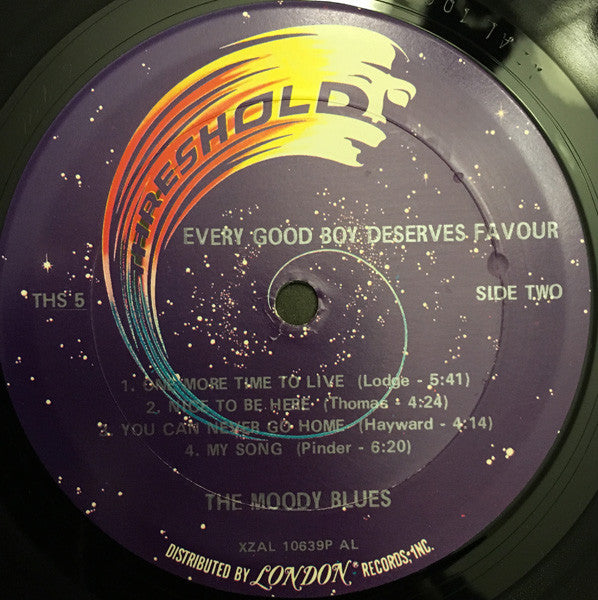 THRESHOLD
EVERY GOOD BOY DESERVES FAVOUR
THS 5
SIDE TWO
1. ONE MORE TIME TO LIVE (Lodge - 5:41)
2. NICE TO BE HERE (Thomas - 4:24)
3. YOU CAN NEVER GO HOME (Hayward - 4:14)
4. MY SONG (Pinder - 6:20)
THE MOODY BLUES
XZAL 10639P AL
DISTRIBUTED BY LONDON® RECORDS, INC.